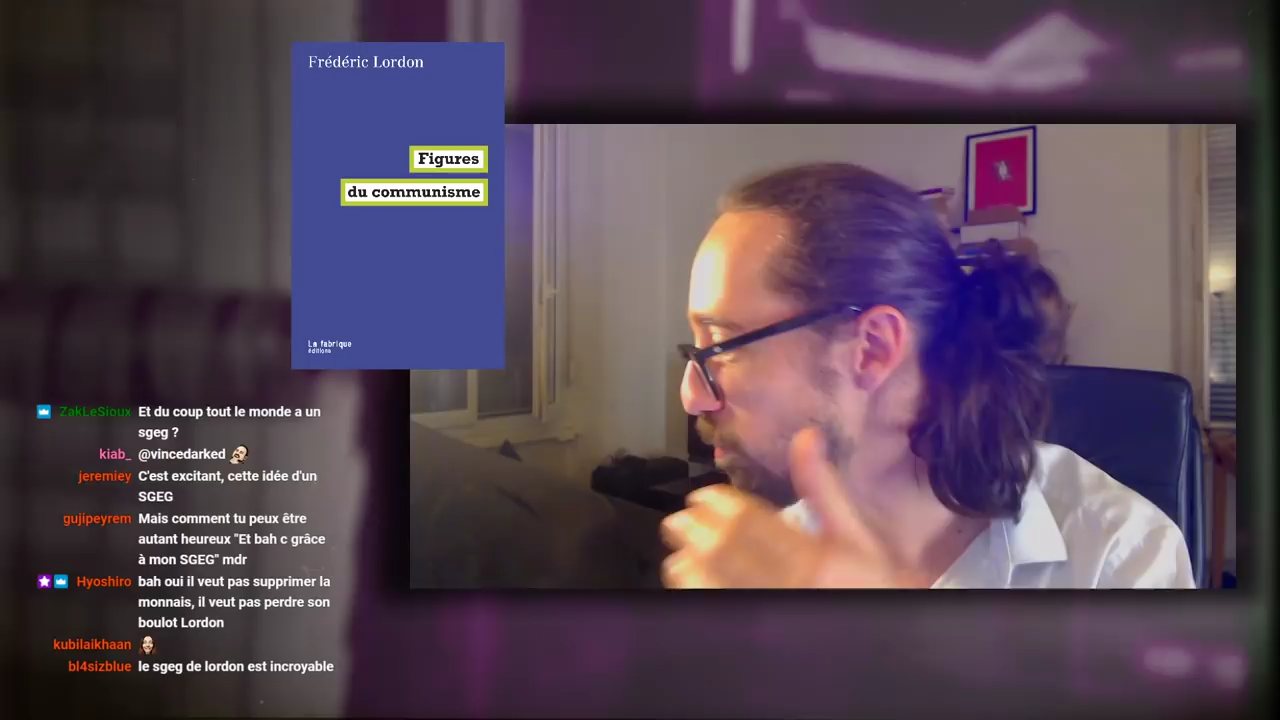 Frédéric Lordon
Figures
du communisme
La fabrique
éditions
ZakLeSioux Et du coup tout le monde a un
sgeg ?
kiab_ @vincedarked
jeremiey C'est excitant, cette idée d'un
SGEG
gujipeyrem Mais comment tu peux être
autant heureux "Et bah c grâce
à mon SGEG" mdr
Hyoshiro bah oui il veut pas supprimer la
monnais, il veut pas perdre son
boulot Lordon
kubilaikhaan
bl4sizblue le sgeg de lordon est incroyable